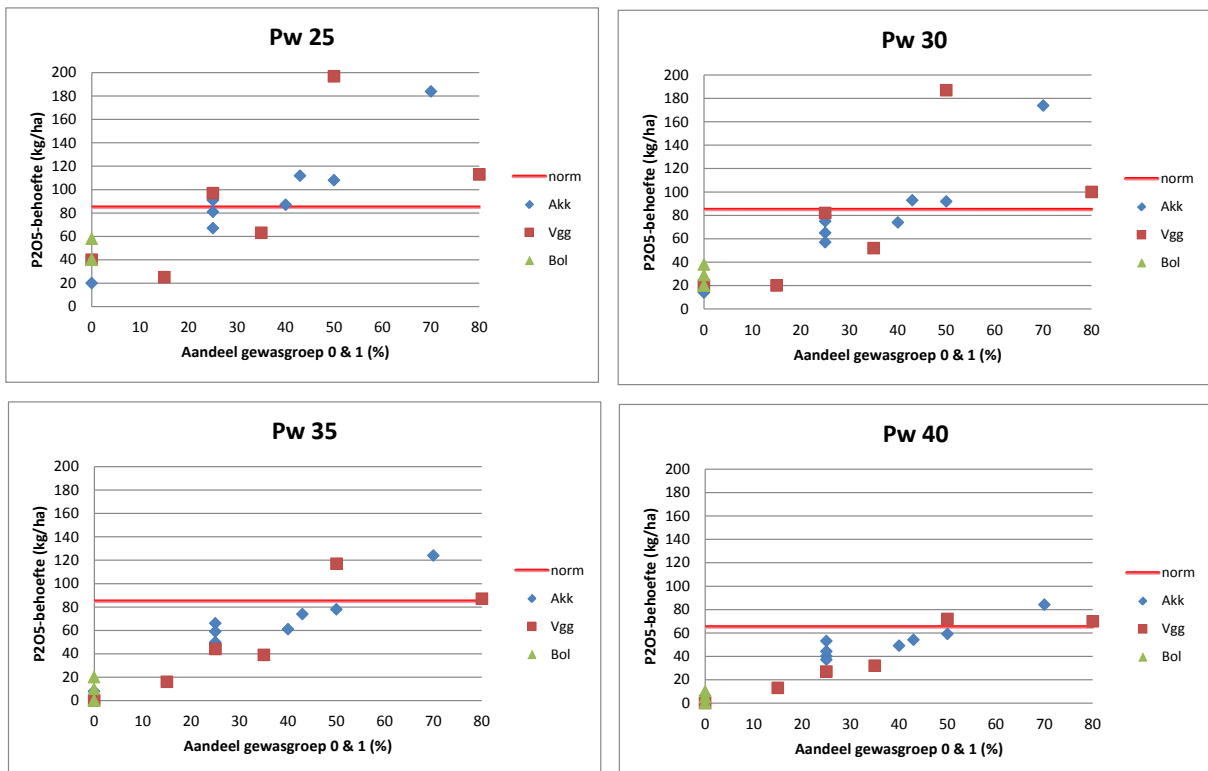 Pw 25
P2O5-behoefte (kg/ha)
200
180
160
140
120
100
80
60
40
20
0
0 10 20 30 40 50 60 70 80
Aandeel gewasgroep 0 & 1 (%)
norm
Akk
Vgg
Bol
Pw 30
P2O5-behoefte (kg/ha)
200
180
160
140
120
100
80
60
40
20
0
0 10 20 30 40 50 60 70 80
Aandeel gewasgroep 0 & 1 (%)
norm
Akk
Vgg
Bol
Pw 35
P2O5-behoefte (kg/ha)
200
180
160
140
120
100
80
60
40
20
0
0 10 20 30 40 50 60 70 80
Aandeel gewasgroep 0 & 1 (%)
norm
Akk
Vgg
Bol
Pw 40
P2O5-behoefte (kg/ha)
200
180
160
140
120
100
80
60
40
20
0
0 10 20 30 40 50 60 70 80
Aandeel gewasgroep 0 & 1 (%)
norm
Akk
Vgg
Bol